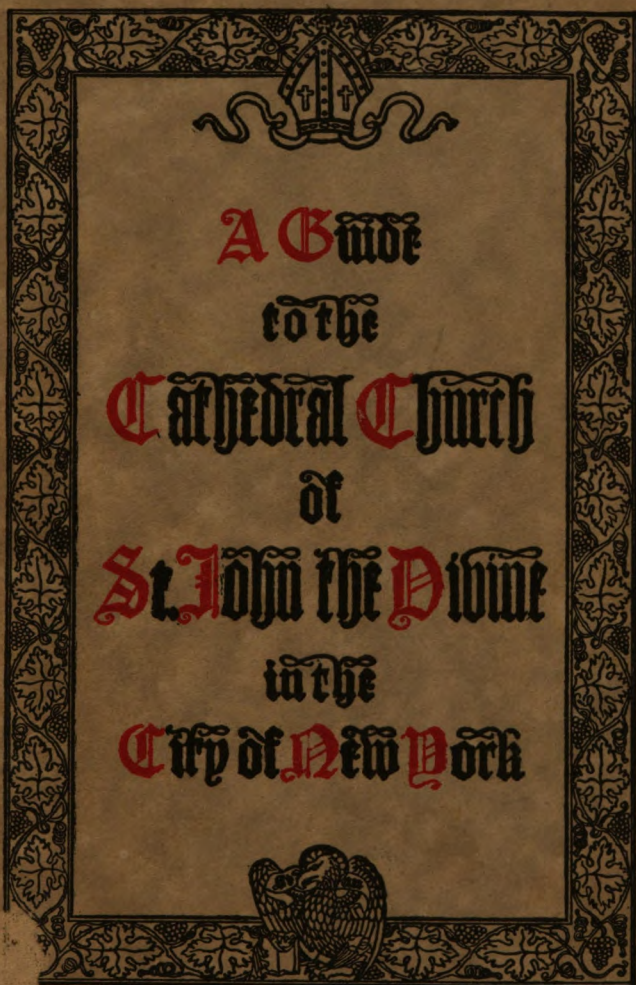 A Guide
to the
Cathedral Church
of
St. John the Divine
in the
City of New York